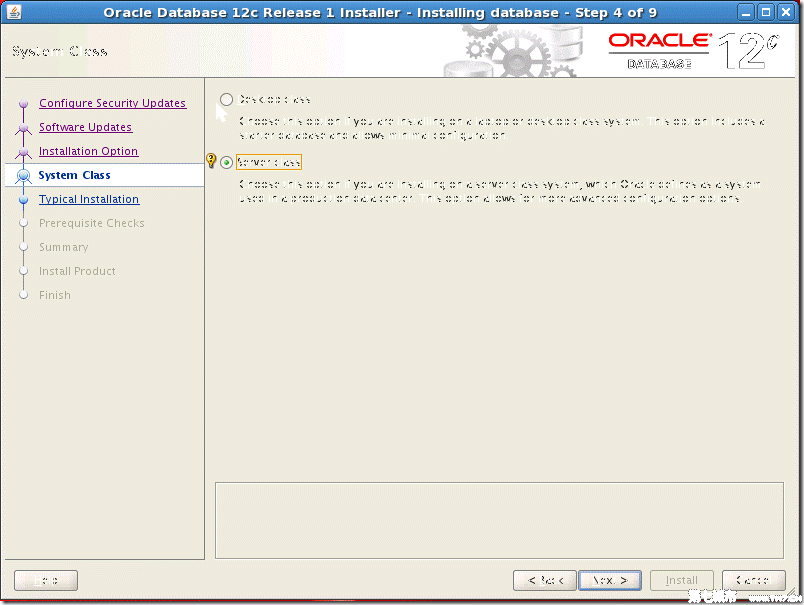 Oracle Database 12c Release 1 Installer - Installing database - Step 4 of 9
System Class
ORACLE
DATABASE
12c
Configure Security Updates
Software Updates
Installation Option
System Class
Typical Installation
Prerequisite Checks
Summary
Install Product
Finish
Desktop class
Choose this option if you are installing on a laptop or desktop class system. This option includes a
starter database and allows minimal configuration.
Server class
Choose this option if you are installing on a server class system, which Oracle defines as a system
used in a production data center. This option allows for more advanced configuration options.
Help
< Back
Next >
Install
Cancel